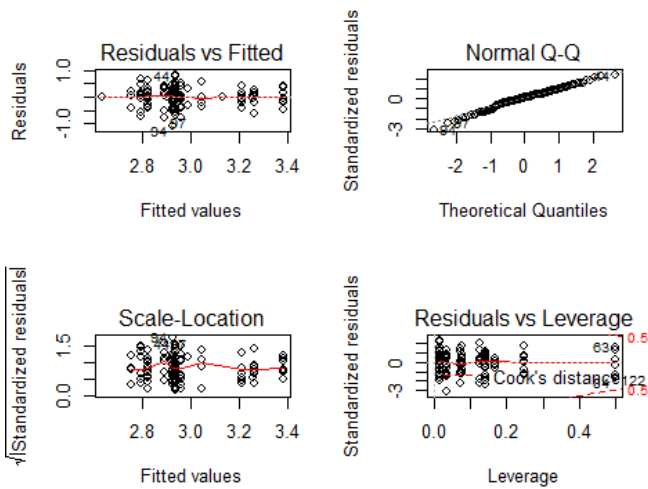 Residuals vs Fitted
Residuals
1.0
-1.0
44
94
97
2.8 3.0 3.2 3.4
Fitted values
Normal Q-Q
Standardized residuals
0
-3
-2 -1 0 1 2
Theoretical Quantiles
Scale-Location
√|Standardized residuals|
1.5
0.0
94
2.8 3.0 3.2 3.4
Fitted values
Residuals vs Leverage
Standardized residuals
0
-3
63
0.5
Cook's distance
122
0.5
0.0 0.2 0.4
Leverage